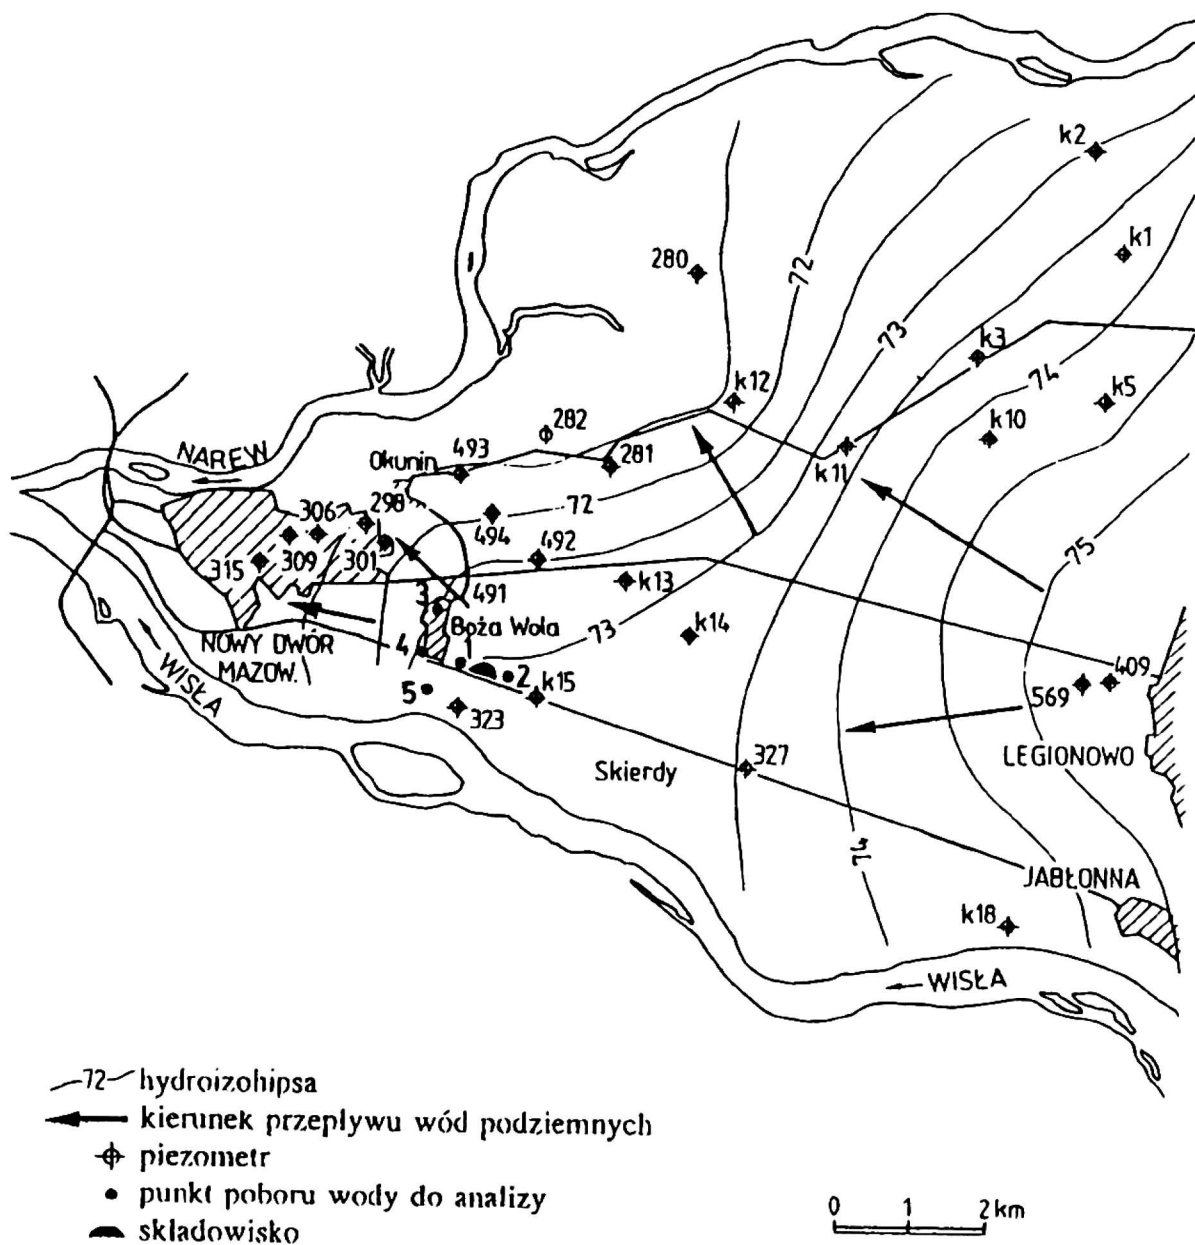 k2
k1
280
72
73
k3
74
k12
k5
282
k10
493
NAREW
Okunin
281
k11
306
298
72
494
492
75
315
309
301
k13
3
491
Boża Wola
73
k14
NOWY DWÓR
MAZOW.
4
1
2
409
WISŁA
5
k15
569
323
327
LEGIONOWO
Skierdy
74
JABŁONNA
k18
WISŁA
72 hydroizohipsa
kierunek przepływu wód podziemnych
piezometr
punkt poboru wody do analizy
składowisko
0 1 2 km